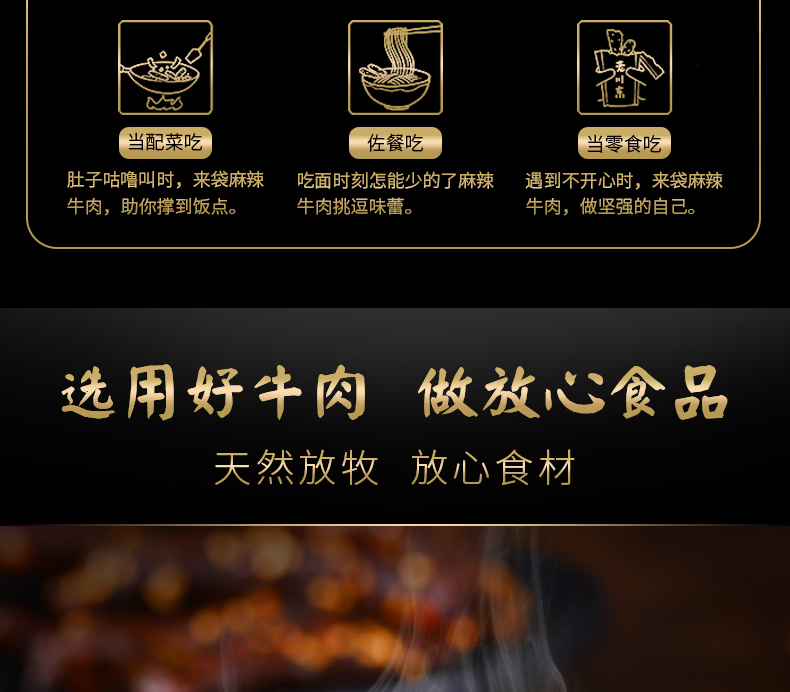 老川东
当配菜吃
佐餐吃
当零食吃
肚子咕噜叫时，来袋麻辣
牛肉，助你撑到饭点。
吃面时刻怎能少的了麻辣
牛肉挑逗味蕾。
遇到不开心时，来袋麻辣
牛肉，做坚强的自己。
选用好牛肉 做放心食品
天然放牧 放心食材